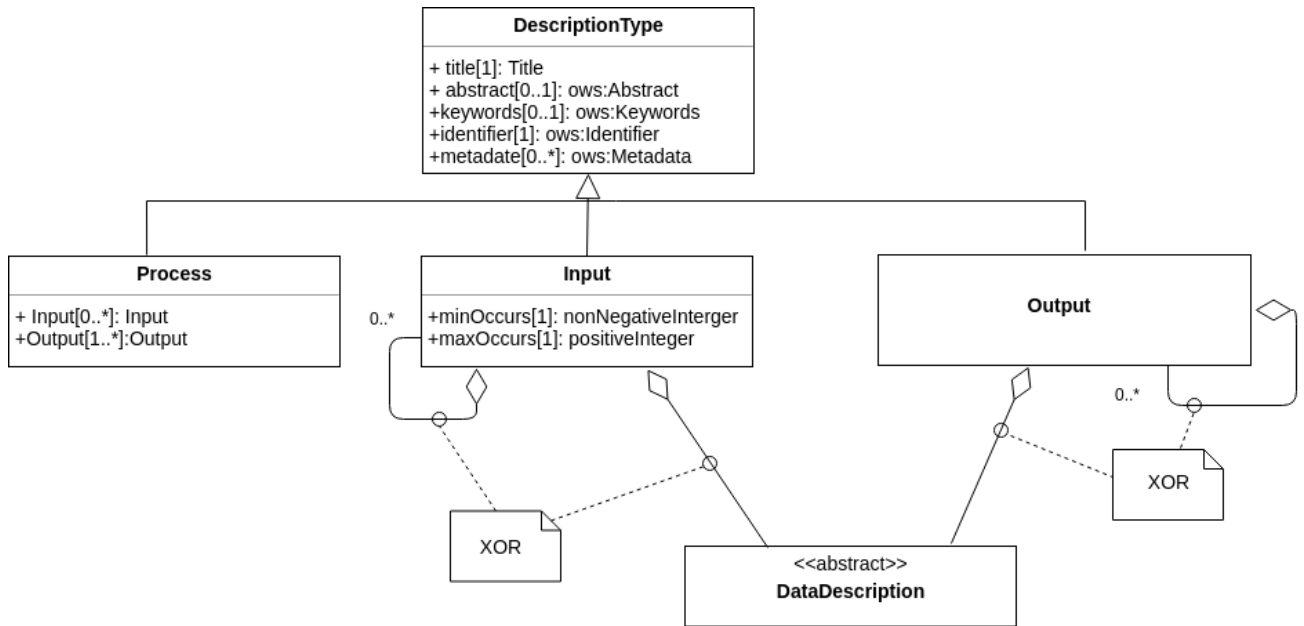 DescriptionType
+ title[1]: Title
+ abstract[0..1]: ows:Abstract
+keywords[0..1]: ows:Keywords
+identifier[1]: ows:Identifier
+metadate[0..*]: ows:Metadata
Process
+ Input[0..*]: Input
+Output[1..*]:Output
0..*
Input
+minOccurs[1]: nonNegativeInterger
+maxOccurs[1]: positiveInteger
Output
0..*
XOR
XOR
<<abstract>>
DataDescription